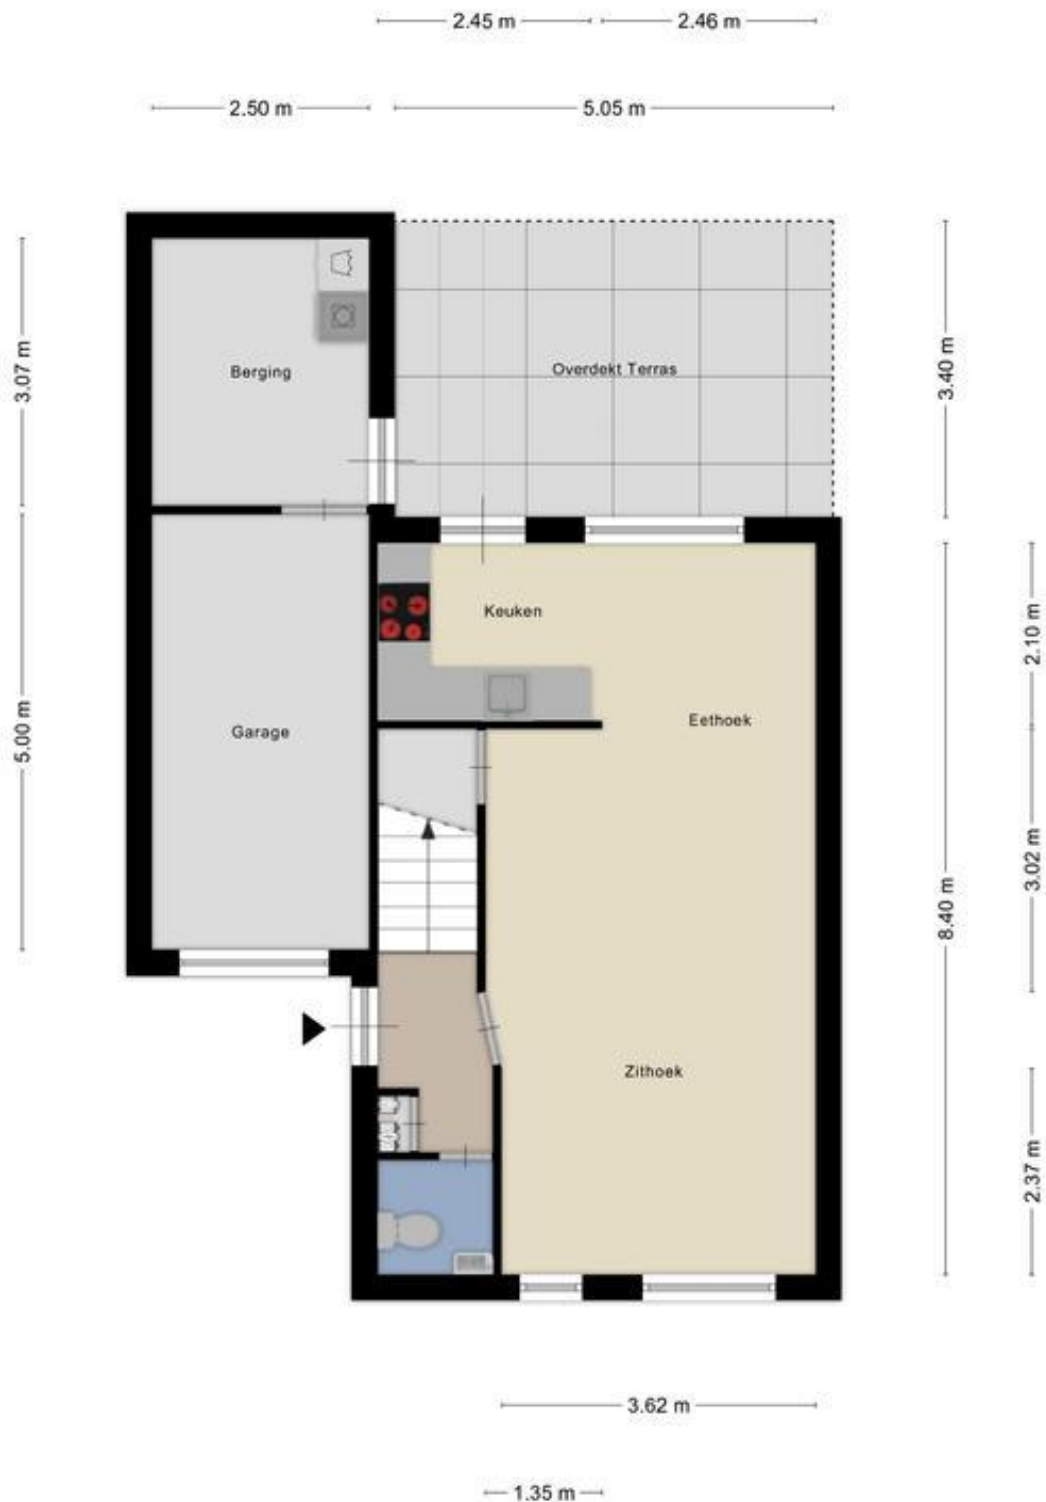 2.45 m
2.46 m
2.50 m
5.05 m
3.07 m
3.40 m
Berging
Overdekt Terras
Keuken
2.10 m
5.00 m
Garage
Eethoek
3.02 m
8.40 m
Zithoek
2.37 m
3.62 m
1.35 m